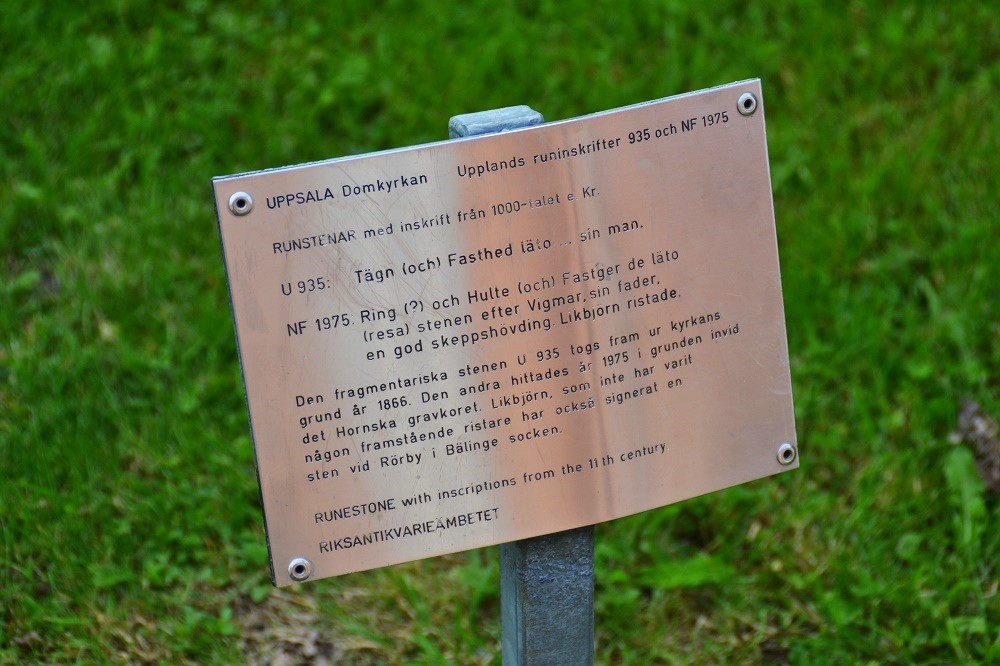 UPPSALA Domkyrkan Upplands runinskrifter 935 och NF 1975
RUNSTENAR med inskrift från 1000-talet e. Kr.
U 935: Tägn (och) Fasthed läto ... sin man.
NF 1975. Ring (?) och Hulte (och) Fastger de läto
(resa) stenen efter Vigmar, sin fader,
en god skeppshövding. Likbjorn ristade.
Den fragmentariska stenen U 935 togs fram ur kyrkans
grund år 1866. Den andra hittades år 1975 i grunden invid
det Hornska gravkoret. Likbjörn, som inte har varit
någon framstående ristare har också signerat en
sten vid Rörby i Bälinge socken.
RUNESTONE with inscriptions from the 11th century
RIKSANTIKVARIEÄMBETET